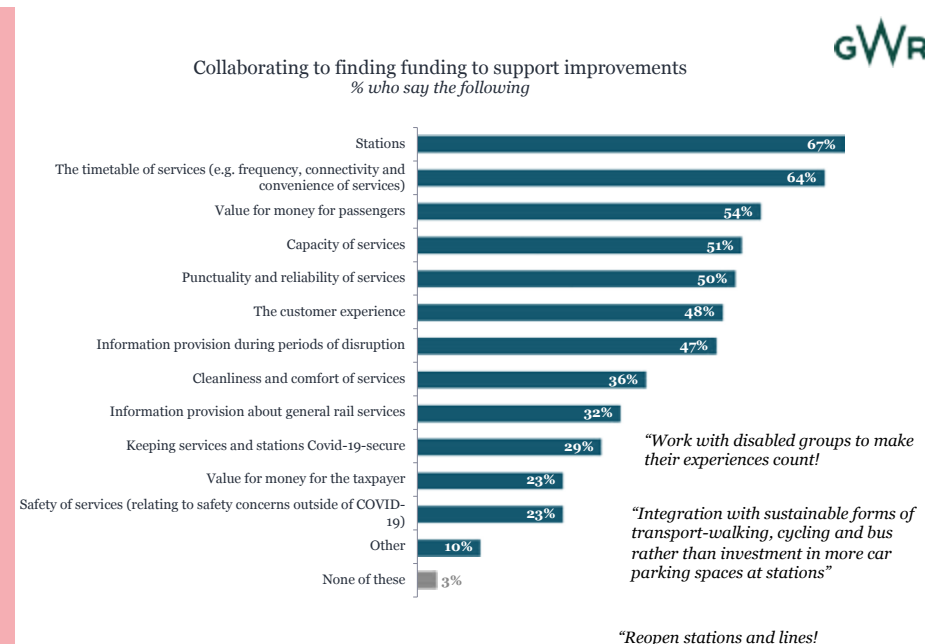 GWR
Collaborating to finding funding to support improvements
% who say the following
Stations
67%
The timetable of services (e.g. frequency, connectivity and
convenience of services)
64%
Value for money for passengers
54%
Capacity of services
51%
Punctuality and reliability of services
50%
The customer experience
48%
Information provision during periods of disruption
47%
Cleanliness and comfort of services
36%
Information provision about general rail services
32%
Keeping services and stations Covid-19-secure
29%
Value for money for the taxpayer
23%
Safety of services (relating to safety concerns outside of COVID-
19)
23%
Other
10%
None of these
3%
“Work with disabled groups to make
their experiences count!
“Integration with sustainable forms of
transport-walking, cycling and bus
rather than investment in more car
parking spaces at stations”
“Reopen stations and lines!